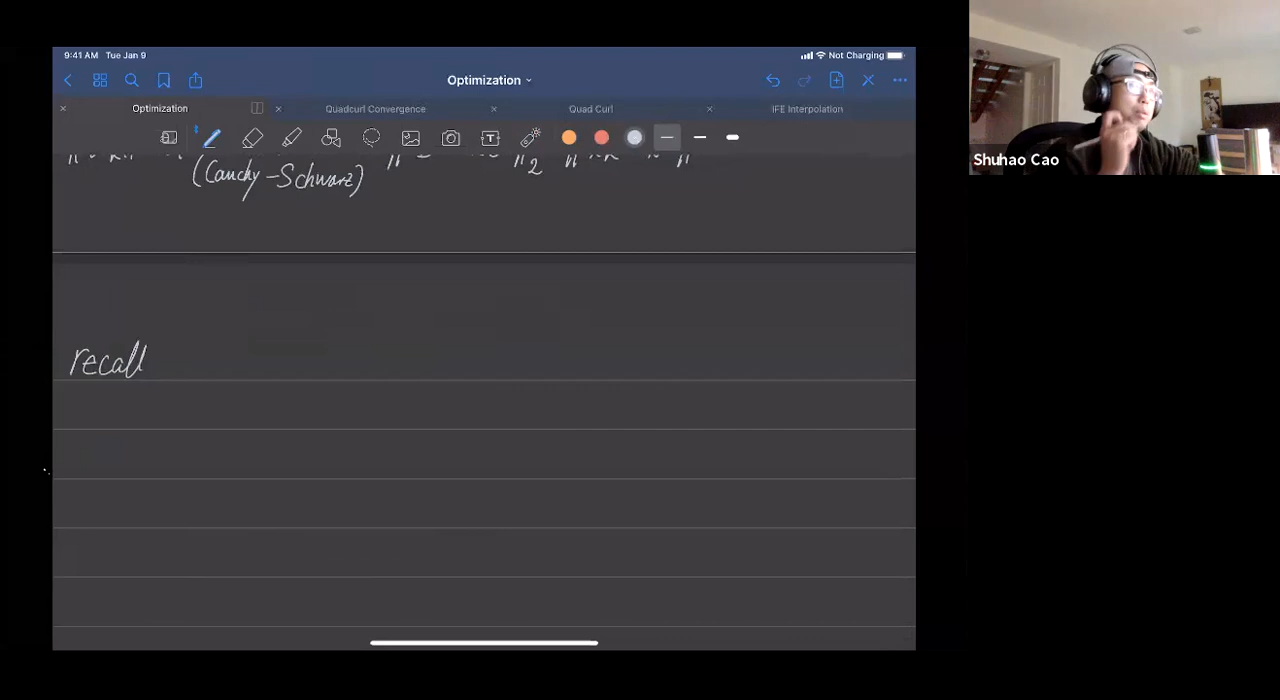 9:41 AM Tue Jan 9
Not Charging
Optimization
Optimization
Quadcurl Convergence
Quad Curl
IFE Interpolation
Shuhao Cao
(Cauchy-Schwarz)
recall